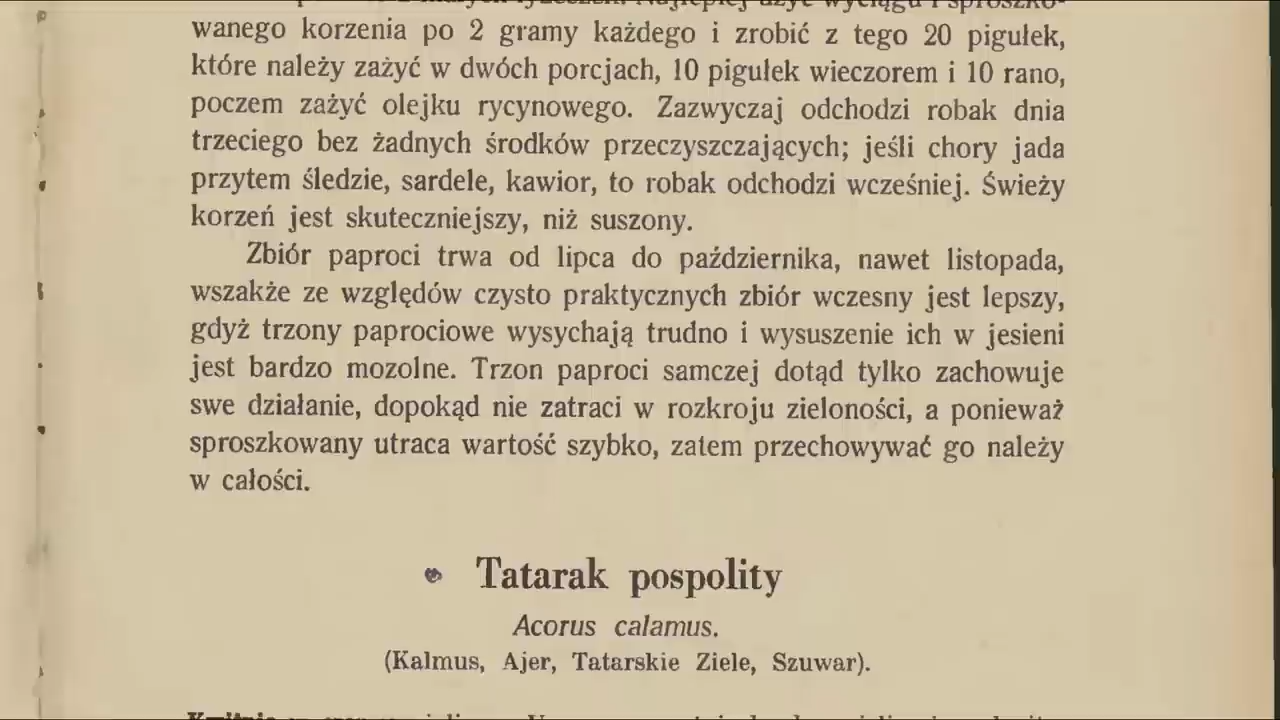 wanego korzenia po 2 gramy każdego i zrobić z tego 20 pigułek,
które należy zażyć w dwóch porcjach, 10 pigułek wieczorem i 10 rano,
poczem zażyć olejku rycynowego. Zazwyczaj odchodzi robak dnia
trzeciego bez żadnych środków przeczyszczających; jeśli chory jada
przytem śledzie, sardele, kawior, to robak odchodzi wcześniej. Świeży
korzeń jest skuteczniejszy, niż suszony.
Zbiór paproci trwa od lipca do października, nawet listopada,
wszakże ze względów czysto praktycznych zbiór wczesny jest lepszy,
gdyż trzony paprociowe wysychają trudno i wysuszenie ich w jesieni
jest bardzo mozolne. Trzon paproci samczej dotąd tylko zachowuje
swe działanie, dopokąd nie zatraci w rozkroju zieloności, a ponieważ
sproszkowany utraca wartość szybko, zatem przechowywać go należy
w całości.
Tatarak pospolity
Acorus calamus.
(Kalmus, Ajer, Tatarskie Ziele, Szuwar).